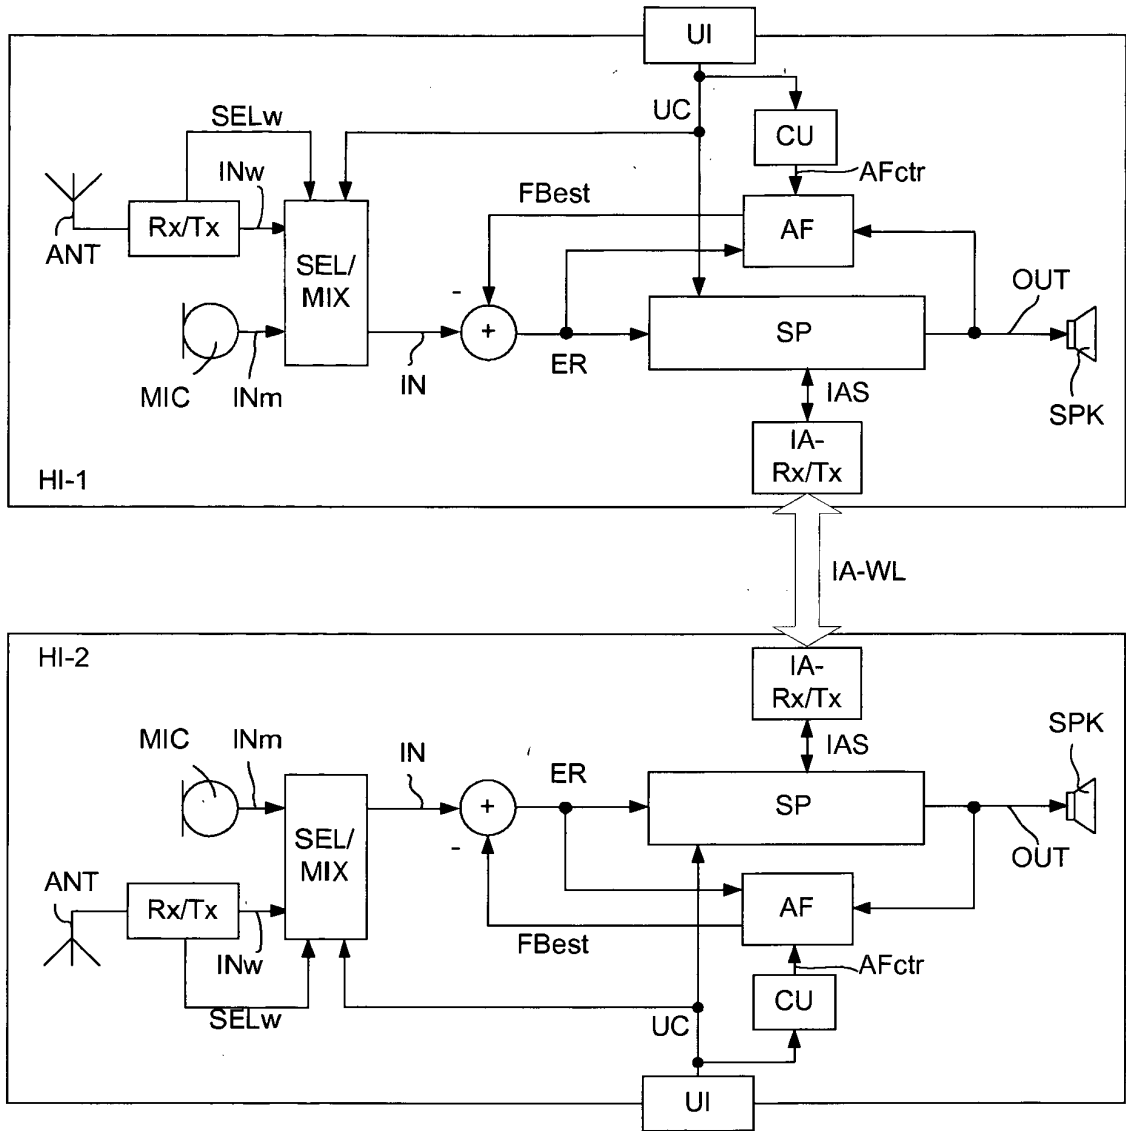 UI
SELw
UC
CU
INw
AFctr
FBest
Rx/Tx
AF
ANT
SEL/
MIX
OUT
-
+
SP
ER
IN
MIC
INm
IAS
SPK
IA-
Rx/Tx
HI-1
IA-WL
HI-2
IA-
Rx/Tx
MIC
INm
IN
IAS
SPK
ER
+
SP
SEL/
MIX
-
OUT
ANT
Rx/Tx
AF
INw
FBest
AFctr
SELw
UC
CU
UI